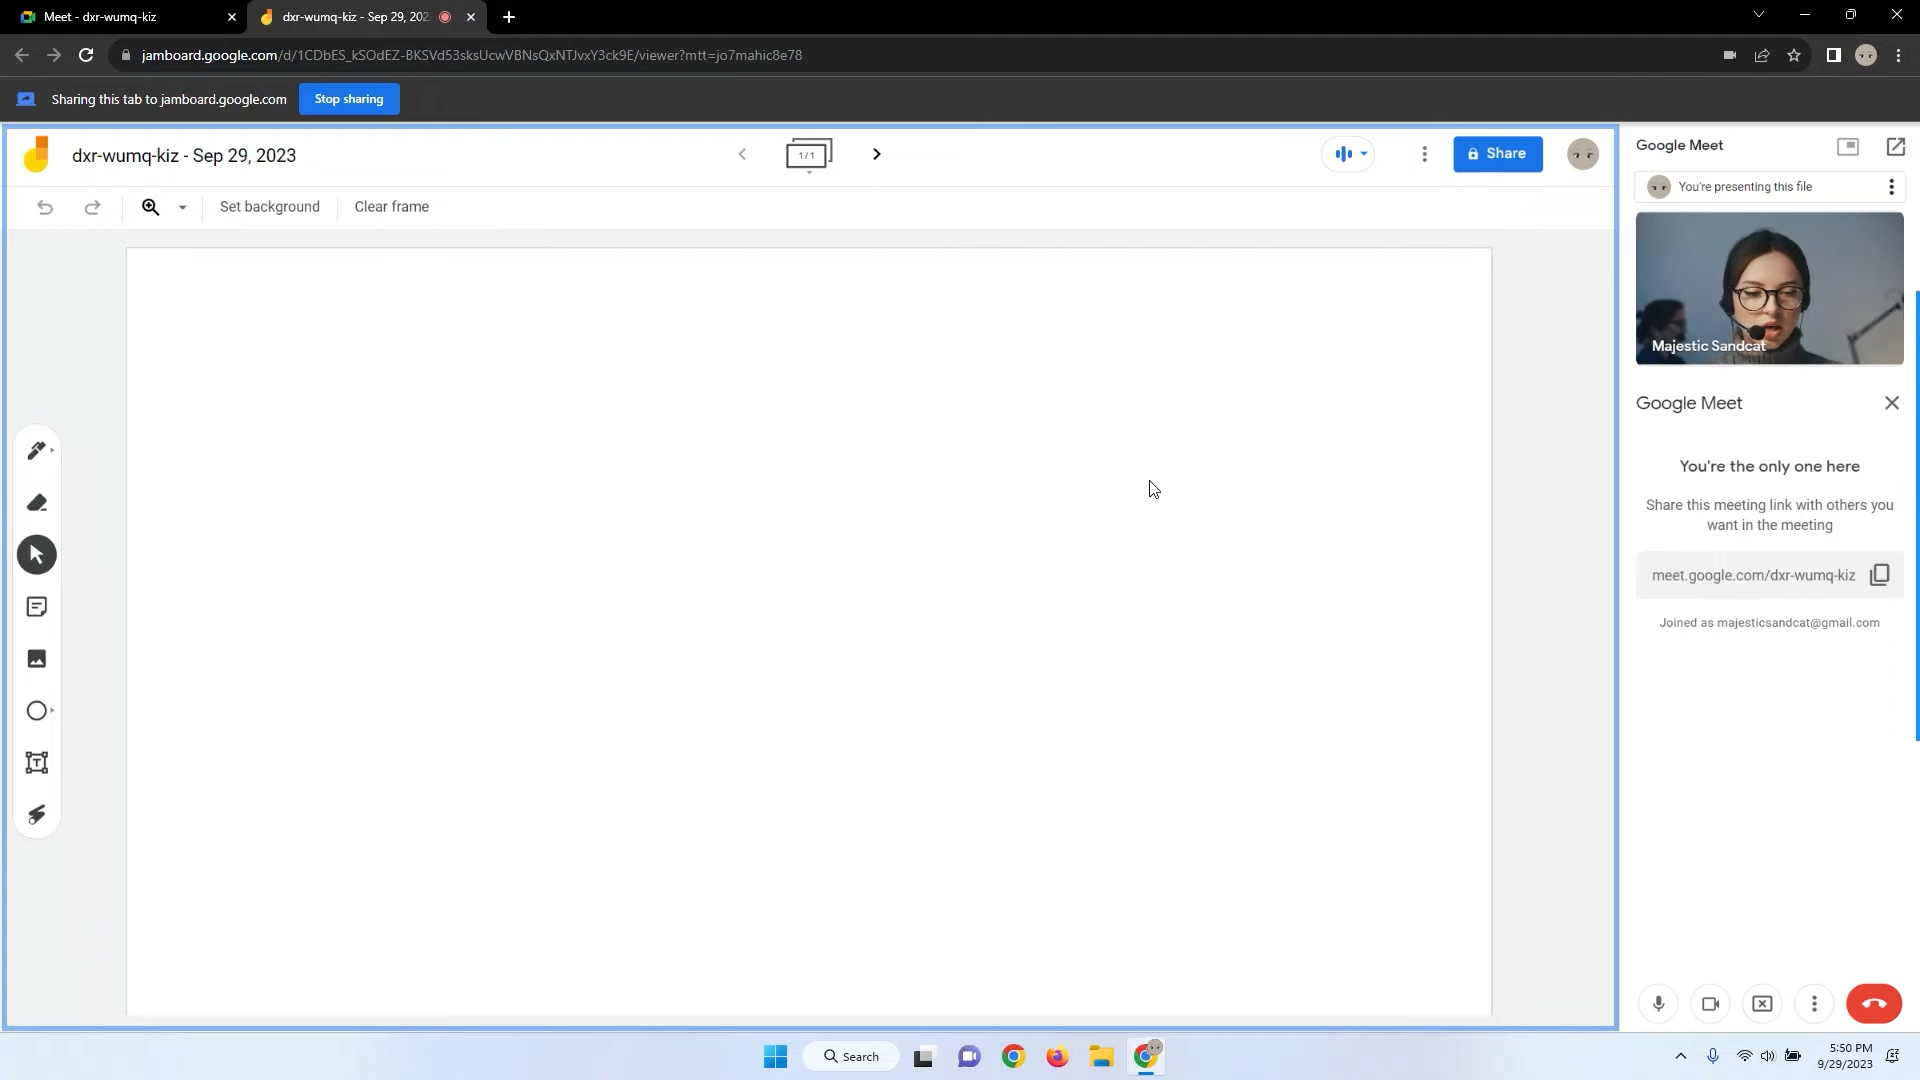 Meet - dxr-wumq-kiz
dxr-wumq-kiz - Sep 29, 202
jamboard.google.com/d/1CDbES_kSOdEZ-BKSVd53sksUcwVBNsQxNTJvxY3ck9E/viewer?mtt=jo7mahic8e78
Sharing this tab to jamboard.google.com
Stop sharing
dxr-wumq-kiz - Sep 29, 2023
1/1
Share
Set background
Clear frame
Google Meet
You're presenting this file
Majestic Sandcat
Google Meet
You're the only one here
Share this meeting link with others you
want in the meeting
meet.google.com/dxr-wumq-kiz
Joined as majesticsandcat@gmail.com
Search
5:50 PM
9/29/2023